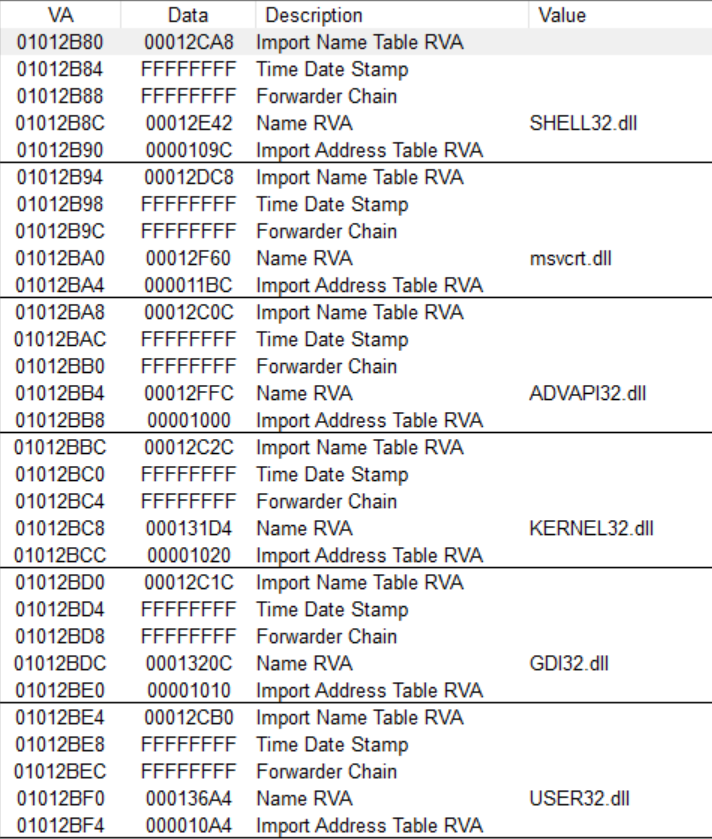 VA Data Description Value
01012B80 00012CA8 Import Name Table RVA
01012B84 FFFFFFFF Time Date Stamp
01012B88 FFFFFFFF Forwarder Chain
01012B8C 00012E42 Name RVA SHELL32.dll
01012B90 0000109C Import Address Table RVA
01012B94 00012DC8 Import Name Table RVA
01012B98 FFFFFFFF Time Date Stamp
01012B9C FFFFFFFF Forwarder Chain
01012BA0 00012F60 Name RVA msvcrt.dll
01012BA4 000011BC Import Address Table RVA
01012BA8 00012C0C Import Name Table RVA
01012BAC FFFFFFFF Time Date Stamp
01012BB0 FFFFFFFF Forwarder Chain
01012BB4 00012FFC Name RVA ADVAPI32.dll
01012BB8 00001000 Import Address Table RVA
01012BBC 00012C2C Import Name Table RVA
01012BC0 FFFFFFFF Time Date Stamp
01012BC4 FFFFFFFF Forwarder Chain
01012BC8 000131D4 Name RVA KERNEL32.dll
01012BCC 00001020 Import Address Table RVA
01012BD0 00012C1C Import Name Table RVA
01012BD4 FFFFFFFF Time Date Stamp
01012BD8 FFFFFFFF Forwarder Chain
01012BDC 0001320C Name RVA GDI32.dll
01012BE0 00001010 Import Address Table RVA
01012BE4 00012CB0 Import Name Table RVA
01012BE8 FFFFFFFF Time Date Stamp
01012BEC FFFFFFFF Forwarder Chain
01012BF0 000136A4 Name RVA USER32.dll
01012BF4 000010A4 Import Address Table RVA